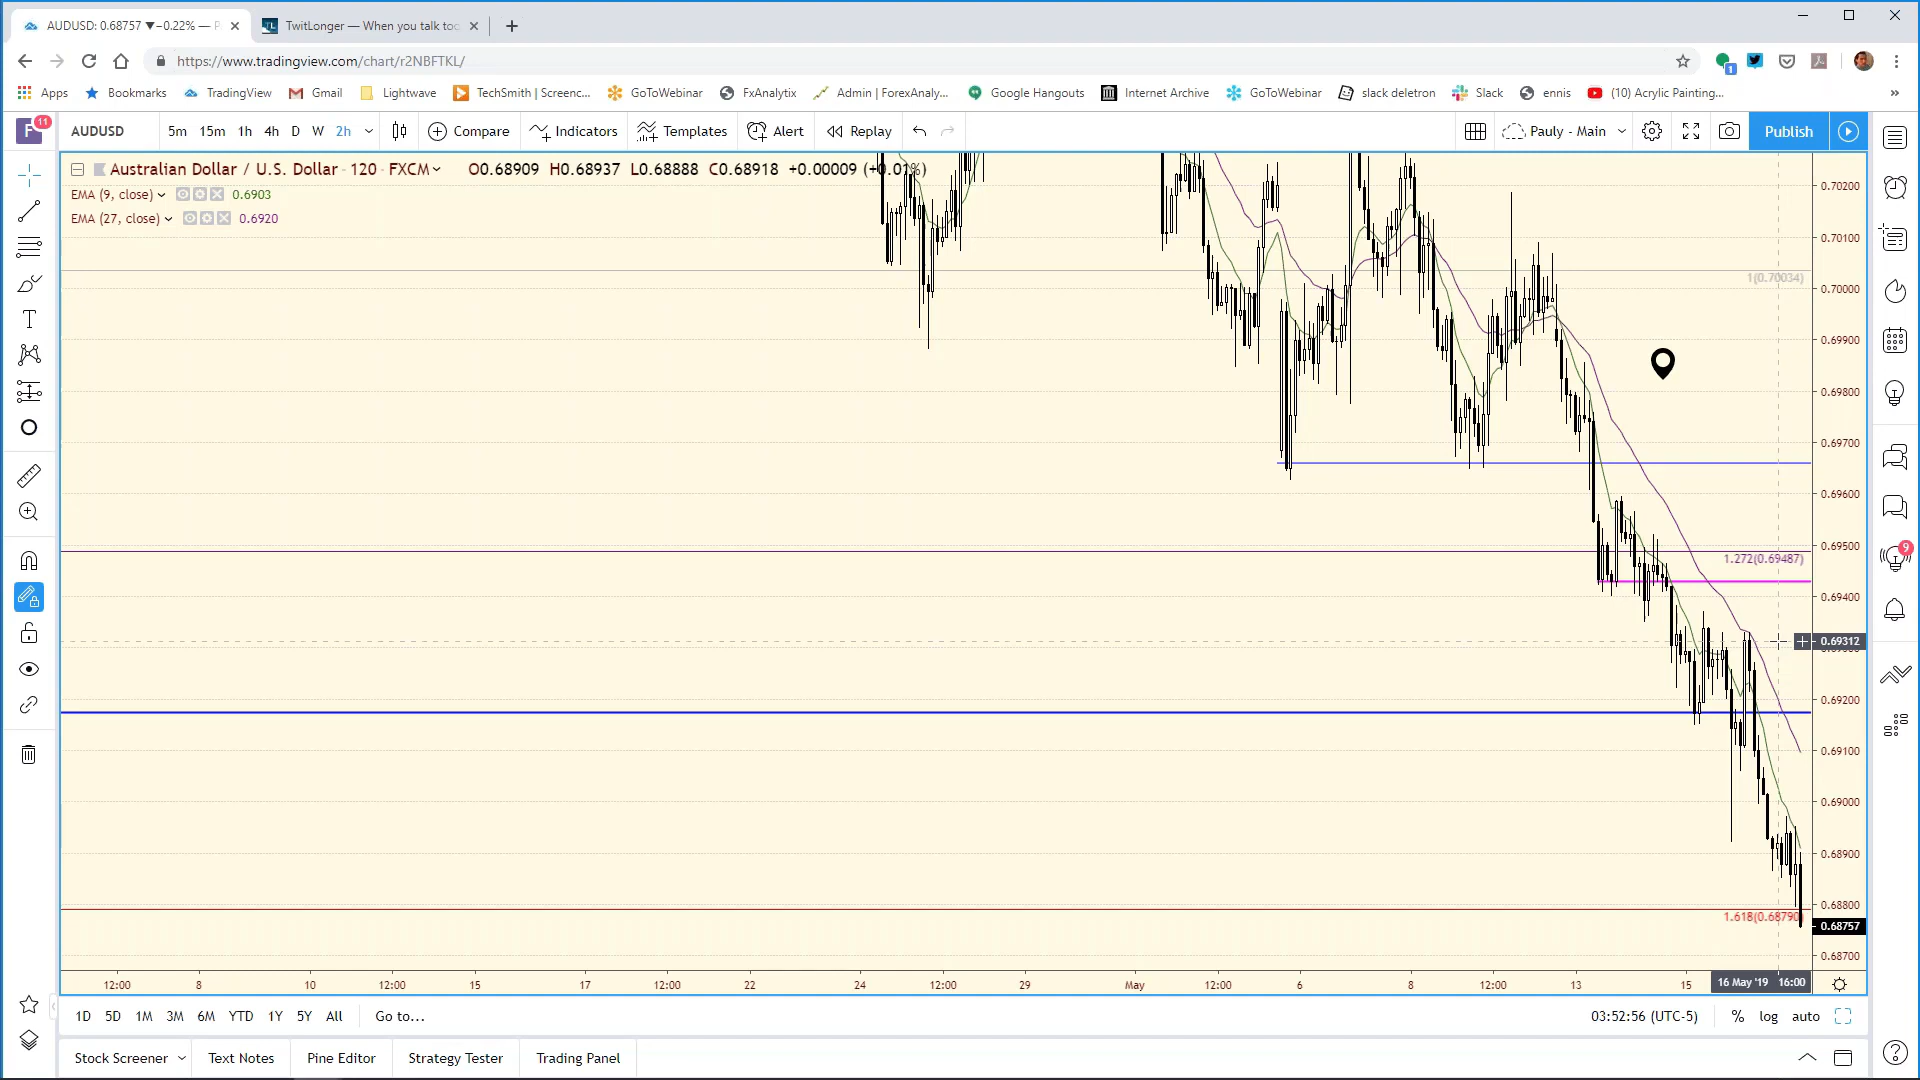 AUDUSD: 0.68757 ▼−0.22% — P
TwitLonger — When you talk too
https://www.tradingview.com/chart/r2NBFTKL/
1
Apps Bookmarks TradingView Gmail Lightwave TechSmith | Screenc... GoToWebinar FxAnalytix Admin | ForexAnaly... Google Hangouts Internet Archive GoToWebinar slack deletron Slack ennis (10) Acrylic Painting... »
F 11
AUDUSD 5m 15m 1h 4h D W 2h Compare Indicators Templates Alert Replay Pauly - Main Publish
Australian Dollar / U.S. Dollar - 120 - FXCM O0.68909 H0.68937 L0.68888 C0.68918 +0.00009 (+0.01%)
EMA (9, close) 0.6903
EMA (27, close) 0.6920
0.70200
0.70100
1(0.70034)
0.70000
0.69900
0.69800
0.69700
0.69600
0.69500
1.272(0.69487)
9
0.69400
0.69312
0.69200
0.69100
0.69000
0.68900
0.68800
1.618(0.68790)
0.68757
0.68700
12:00 8 10 12:00 15 17 12:00 22 24 12:00 29 May 12:00 6 8 12:00 13 15 16 May '19 16:00
1D 5D 1M 3M 6M YTD 1Y 5Y All Go to... 03:52:56 (UTC-5) % log auto
Stock Screener Text Notes Pine Editor Strategy Tester Trading Panel